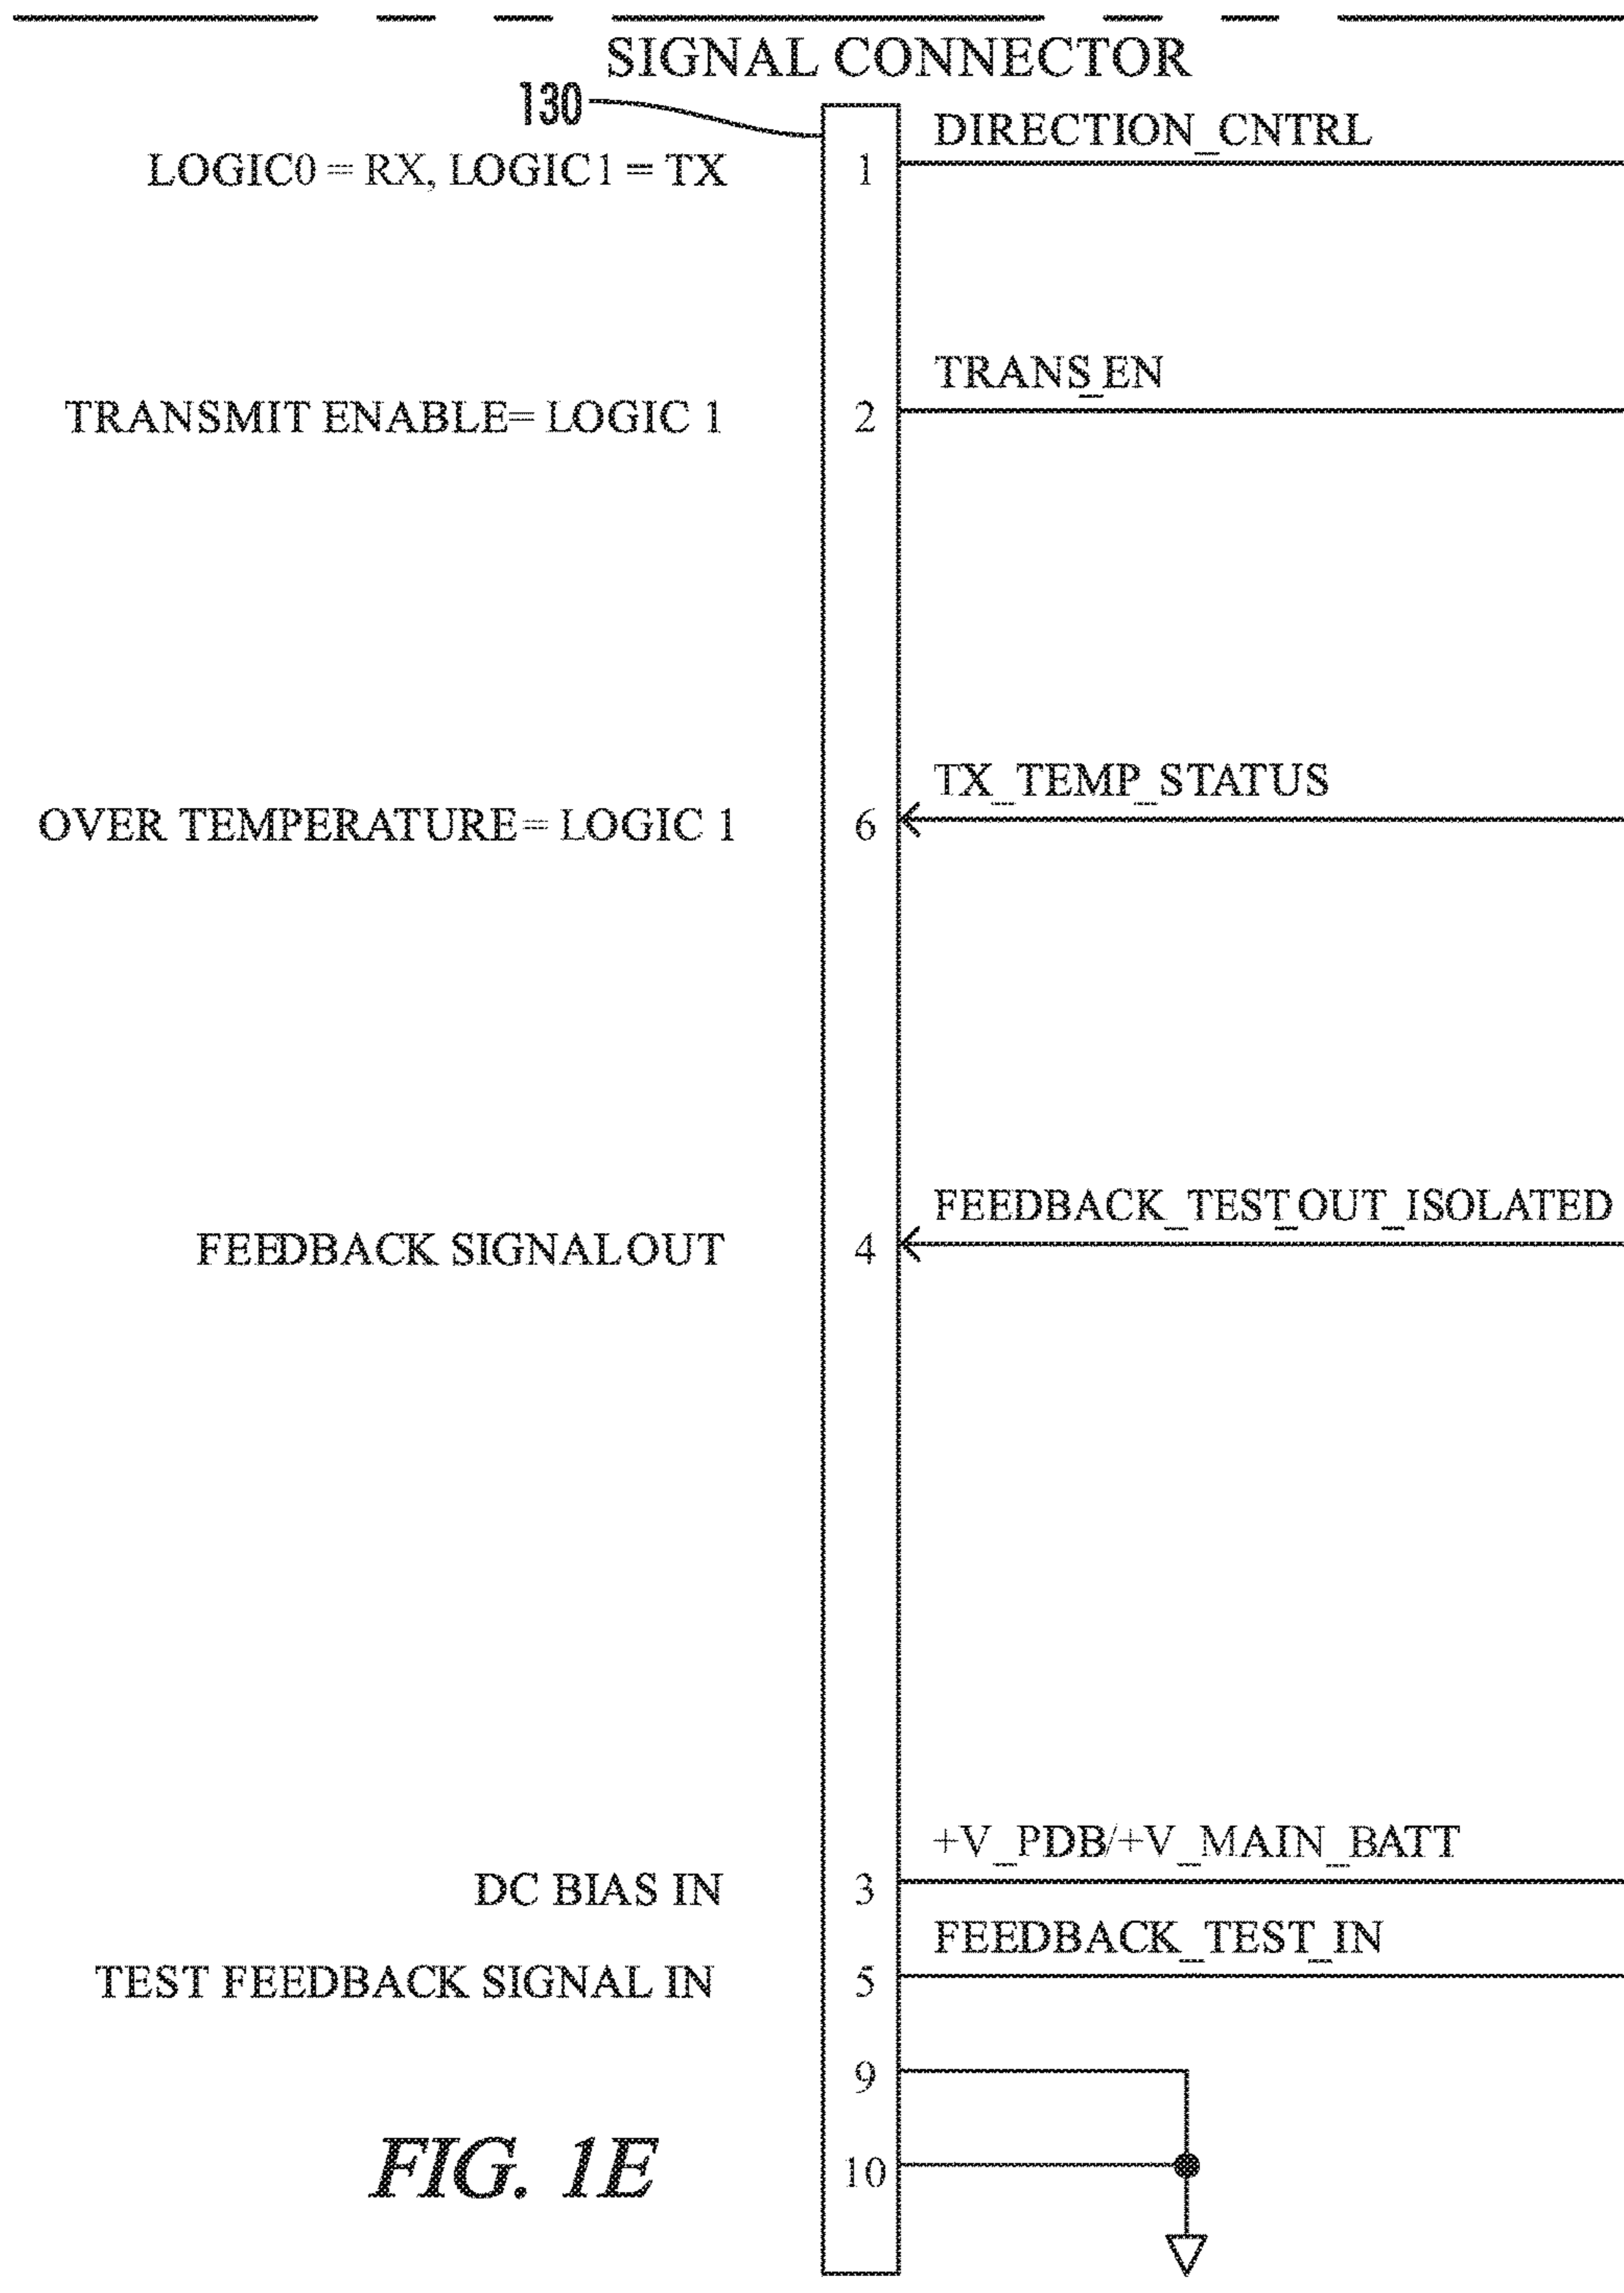 SIGNAL CONNECTOR
130
DIRECTION_CNTRL
LOGIC0 = RX, LOGIC1 = TX 1
TRANS_EN
TRANSMIT ENABLE= LOGIC 1 2
TX_TEMP_STATUS
OVER TEMPERATURE= LOGIC 1 6
FEEDBACK_TEST_OUT_ISOLATED
FEEDBACK SIGNAL OUT 4
+V_PDB/+V_MAIN_BATT
DC BIAS IN 3
FEEDBACK_TEST_IN
TEST FEEDBACK SIGNAL IN 5
9
10
FIG. 1E